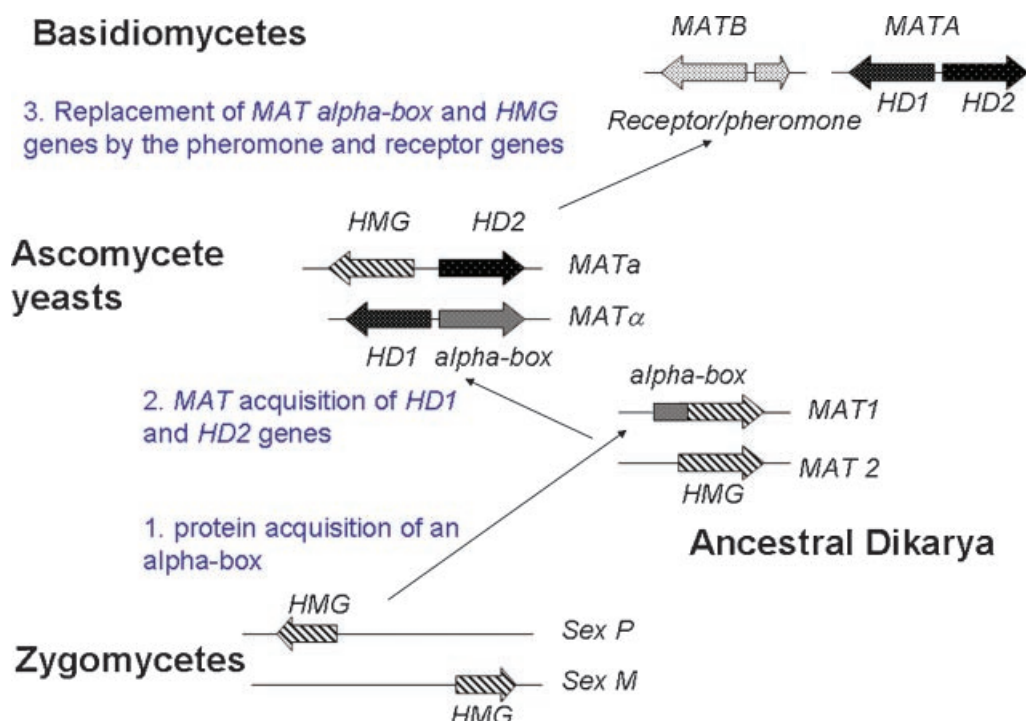 Basidiomycetes
MATB
MATA
HD1
HD2
Receptor/pheromone
3. Replacement of MAT alpha-box and HMG
genes by the pheromone and receptor genes
HMG
HD2
Ascomycete
yeasts
MATa
MATα
HD1
alpha-box
2. MAT acquisition of HD1
and HD2 genes
alpha-box
MAT1
MAT 2
HMG
Ancestral Dikarya
1. protein acquisition of an
alpha-box
HMG
Sex P
Zygomycetes
Sex M
HMG